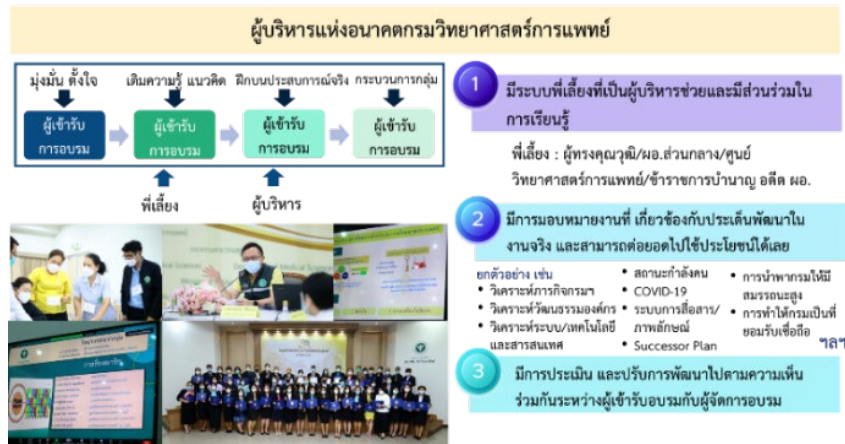 ผู้บริหารแห่งอนาคตกรมวิทยาศาสตร์การแพทย์
มุ่งมั่น ตั้งใจ
เติมความรู้ แนวคิด
ฝึกบนประสบการณ์จริง
กระบวนการกลุ่ม
ผู้เข้ารับ
การอบรม
ผู้เข้ารับ
การอบรม
ผู้เข้ารับ
การอบรม
ผู้เข้ารับ
การอบรม
พี่เลี้ยง
ผู้บริหาร
1
มีระบบพี่เลี้ยงที่เป็นผู้บริหารช่วยและมีส่วนร่วมใน
การเรียนรู้
พี่เลี้ยง : ผู้ทรงคุณวุฒิ/ผอ.ส่วนกลาง/ศูนย์
วิทยาศาสตร์การแพทย์/ข้าราชการบำนาญ อดีต ผอ.
2
มีการมอบหมายงานที่ เกี่ยวข้องกับประเด็นพัฒนาใน
งานจริง และสามารถต่อยอดไปใช้ประโยชน์ได้เลย
ยกตัวอย่าง เช่น
• วิเคราะห์ภารกิจกรมฯ
• วิเคราะห์วัฒนธรรมองค์กร
• วิเคราะห์ระบบ/เทคโนโลยี
และสารสนเทศ
• สถานะกำลังคน
• COVID-19
• ระบบการสื่อสาร/
ภาพลักษณ์
• Successor Plan
• การนำพากรมให้มี
สมรรถนะสูง
• การทำให้กรมเป็นที่
ยอมรับเชื่อถือ
ฯลฯ
3
มีการประเมิน และปรับการพัฒนาไปตามความเห็น
ร่วมกันระหว่างผู้เข้ารับอบรมกับผู้จัดการอบรม